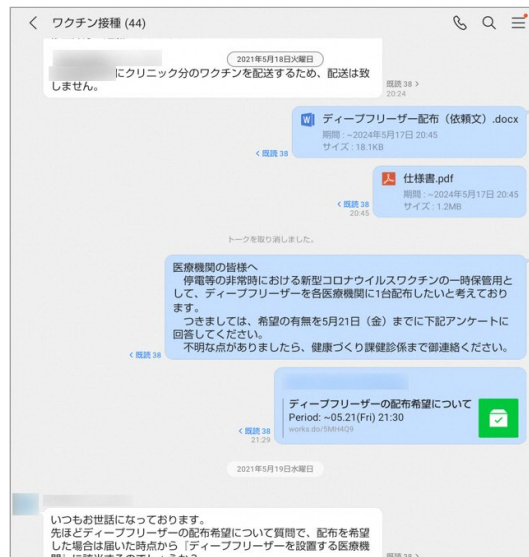 ワクチン接種 (44)
2021年5月18日火曜日
にクリニック分のワクチンを配送するため、配送は致
しません。
既読 38 >
20:24
ディープフリーザー配布（依頼文）.docx
期間 : ~2024年5月17日 20:45
サイズ : 18.1KB
< 既読 38
仕様書.pdf
期間 : ~2024年5月17日 20:45
サイズ : 1.2MB
< 既読 38
20:45
トークを取り消しました。
医療機関の皆様へ
停電等の非常時における新型コロナウイルスワクチンの一時保管用と
して、ディープフリーザーを各医療機関に1台配布したいと考えており
ます。
つきましては、希望の有無を5月21日（金）までに下記アンケートに
回答してください。
不明な点がありましたら、健康づくり課健診係まで御連絡ください。
< 既読 38
ディープフリーザーの配布希望について
Period: ~05.21(Fri) 21:30
works.do/5MH4Q9
< 既読 38
21:29
2021年5月19日水曜日
いつもお世話になっております。
先ほどディープフリーザーの配布希望について質問で、配布を希望
した場合は届いた時点から『ディープフリーザーを設置する医療機
既読 38 >